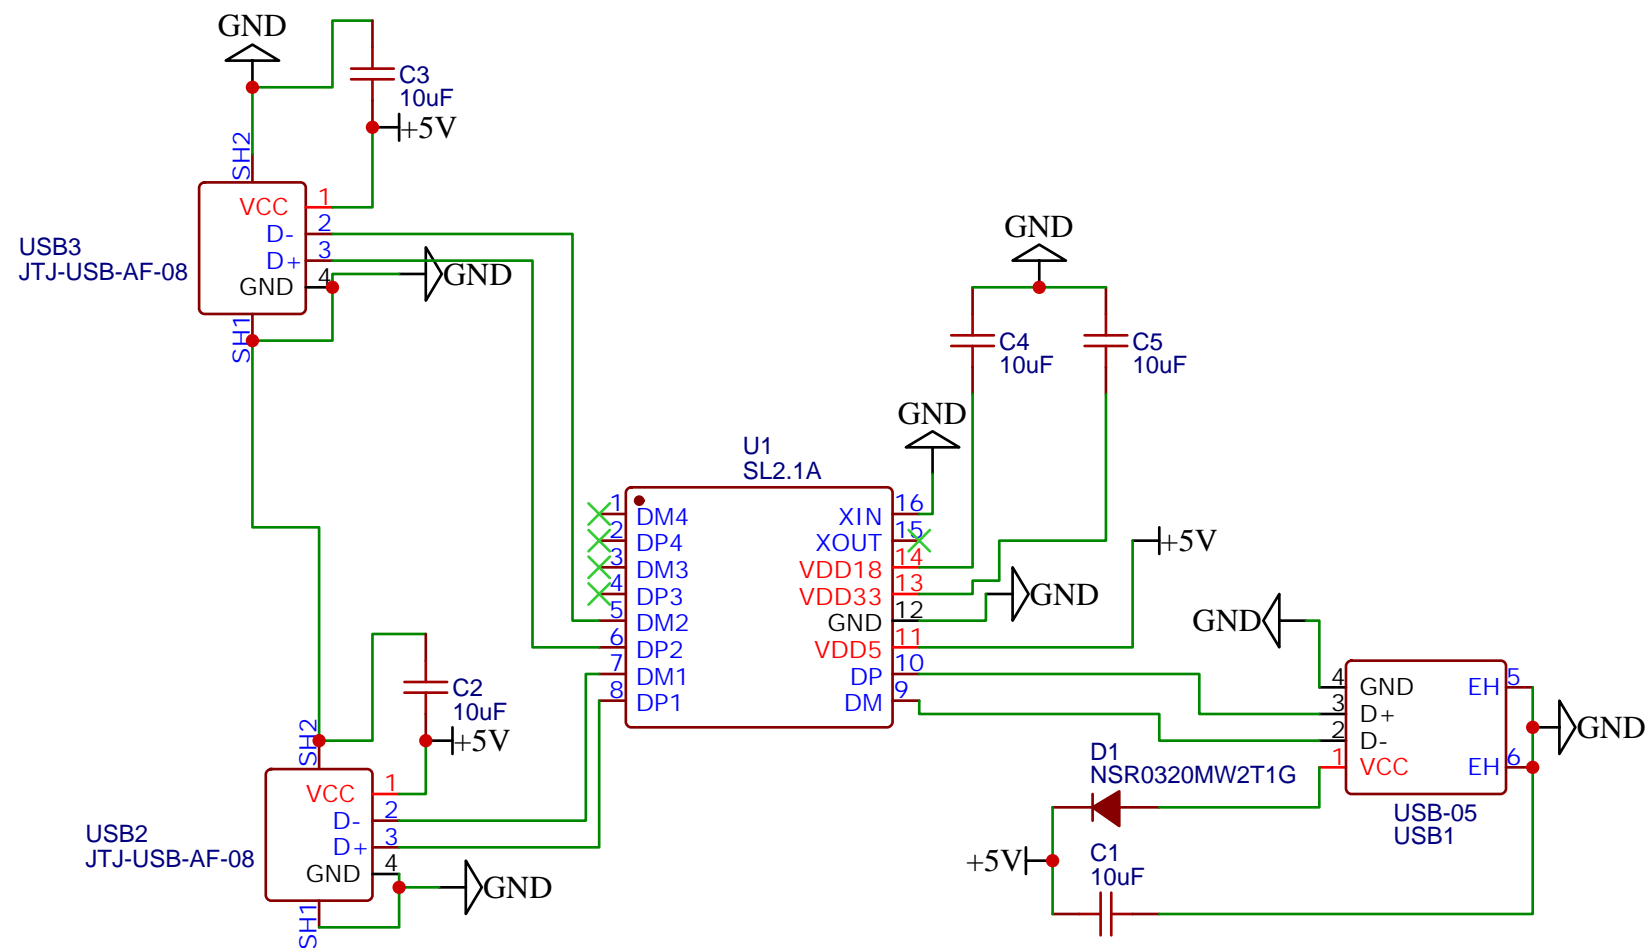 GND
C3
10uF
+5V
SH2
VCC 1
D- 2
D+ 3
GND 4
GND
SH1
USB3
JTJ-USB-AF-08
GND
C4
10uF
C5
10uF
GND
U1
SL2.1A
1 DM4
2 DP4
3 DM3
4 DP3
5 DM2
6 DP2
7 DM1
8 DP1
XIN 16
XOUT 15
VDD18 14
VDD33 13
GND 12
VDD5 11
DP 10
DM 9
+5V
GND
C2
10uF
+5V
SH2
VCC 1
D- 2
D+ 3
GND 4
GND
SH1
USB2
JTJ-USB-AF-08
GND
4 GND
3 D+
2 D-
1 VCC
EH 5
EH 6
GND
USB-05
USB1
D1
NSR0320MW2T1G
+5V
C1
10uF